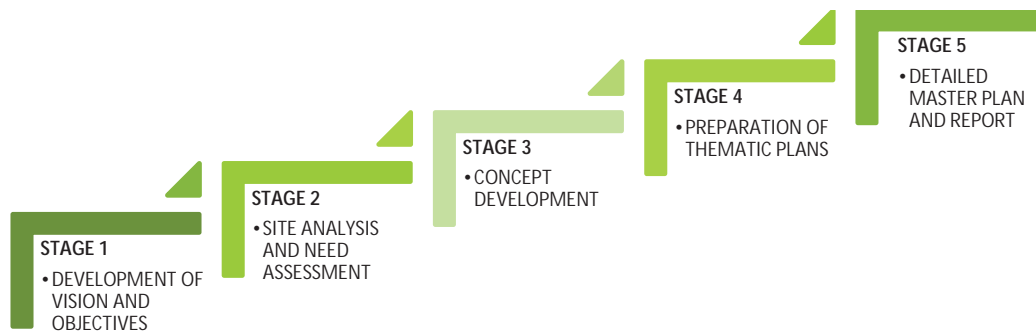 STAGE 1
• DEVELOPMENT OF
VISION AND
OBJECTIVES
STAGE 2
• SITE ANALYSIS
AND NEED
ASSESSMENT
STAGE 3
• CONCEPT
DEVELOPMENT
STAGE 4
• PREPARATION OF
THEMATIC PLANS
STAGE 5
• DETAILED
MASTER PLAN
AND REPORT